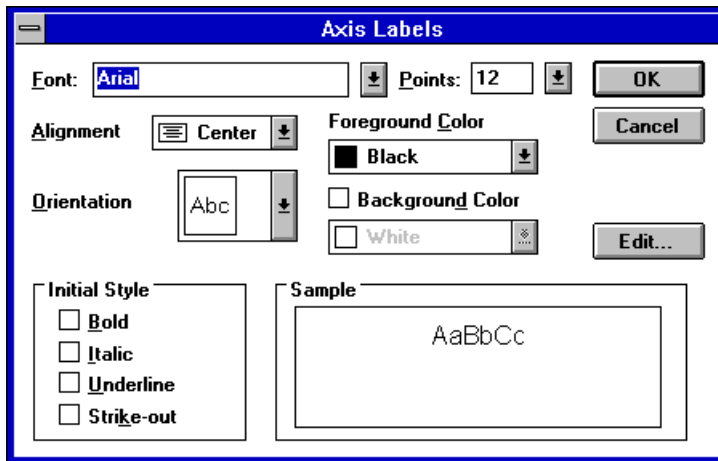 Axis Labels
Font: Arial Points: 12 OK
Alignment Center Foreground Color Cancel
Black
Orientation Abc Background Color
White Edit...
Initial Style Sample
Bold AaBbCc
Italic
Underline
Strike-out